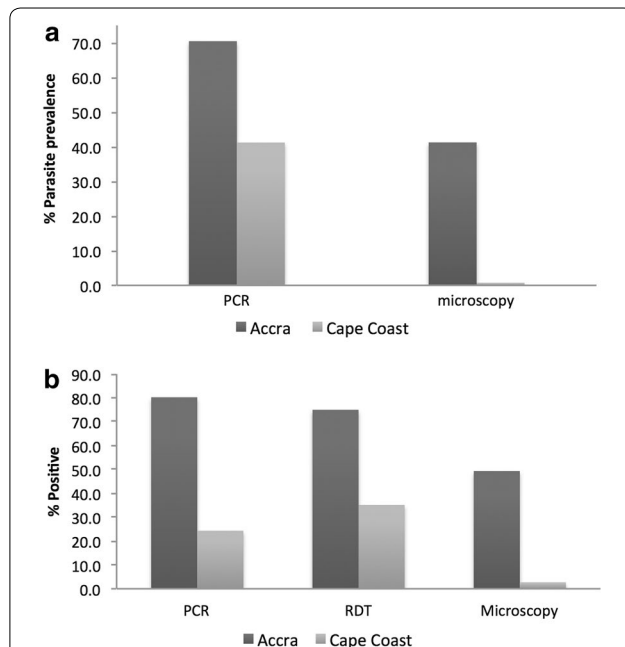 a
% Parasite prevalence
70.0
60.0
50.0
40.0
30.0
20.0
10.0
0.0
PCR microscopy
Accra Cape Coast
b
% Positive
90.0
80.0
70.0
60.0
50.0
40.0
30.0
20.0
10.0
0.0
PCR RDT Microscopy
Accra Cape Coast